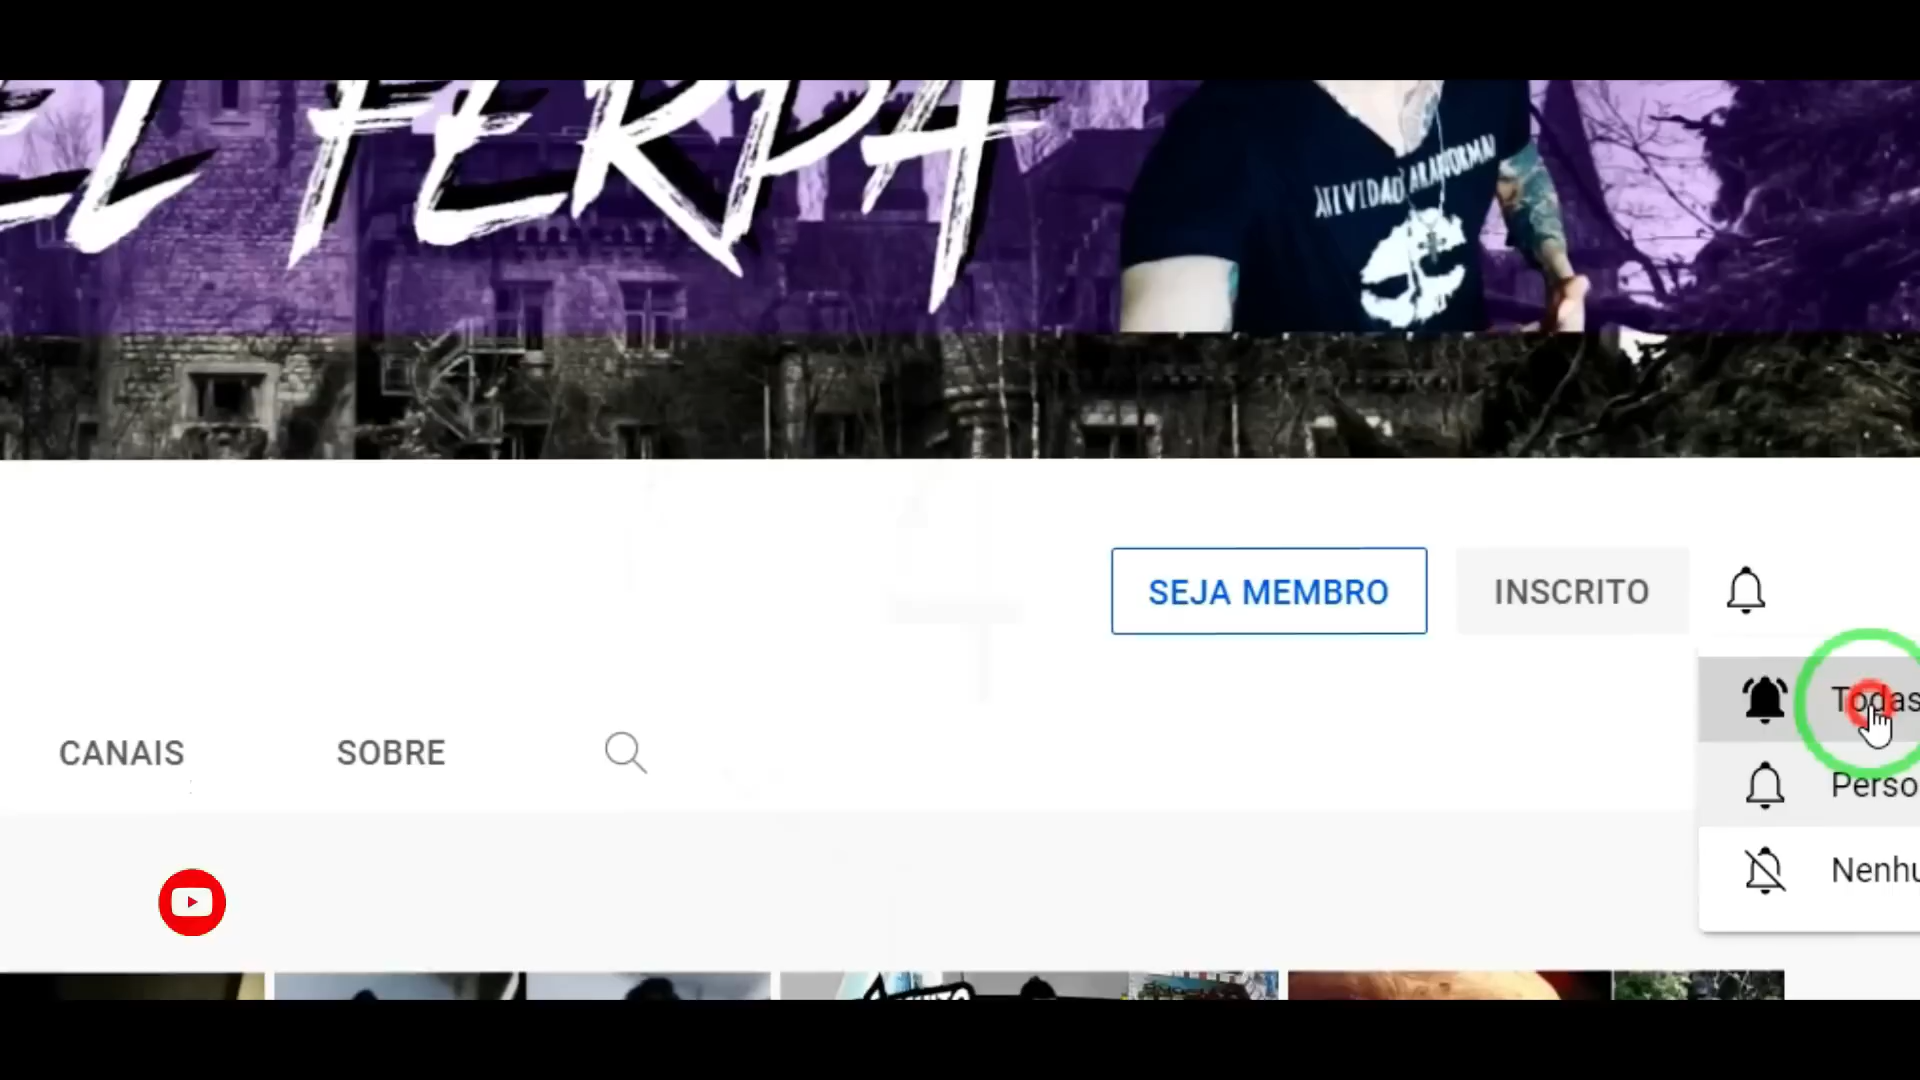 EL FERPA
SEJA MEMBRO
INSCRITO
Todas
Perso
Nenhu
CANAIS
SOBRE